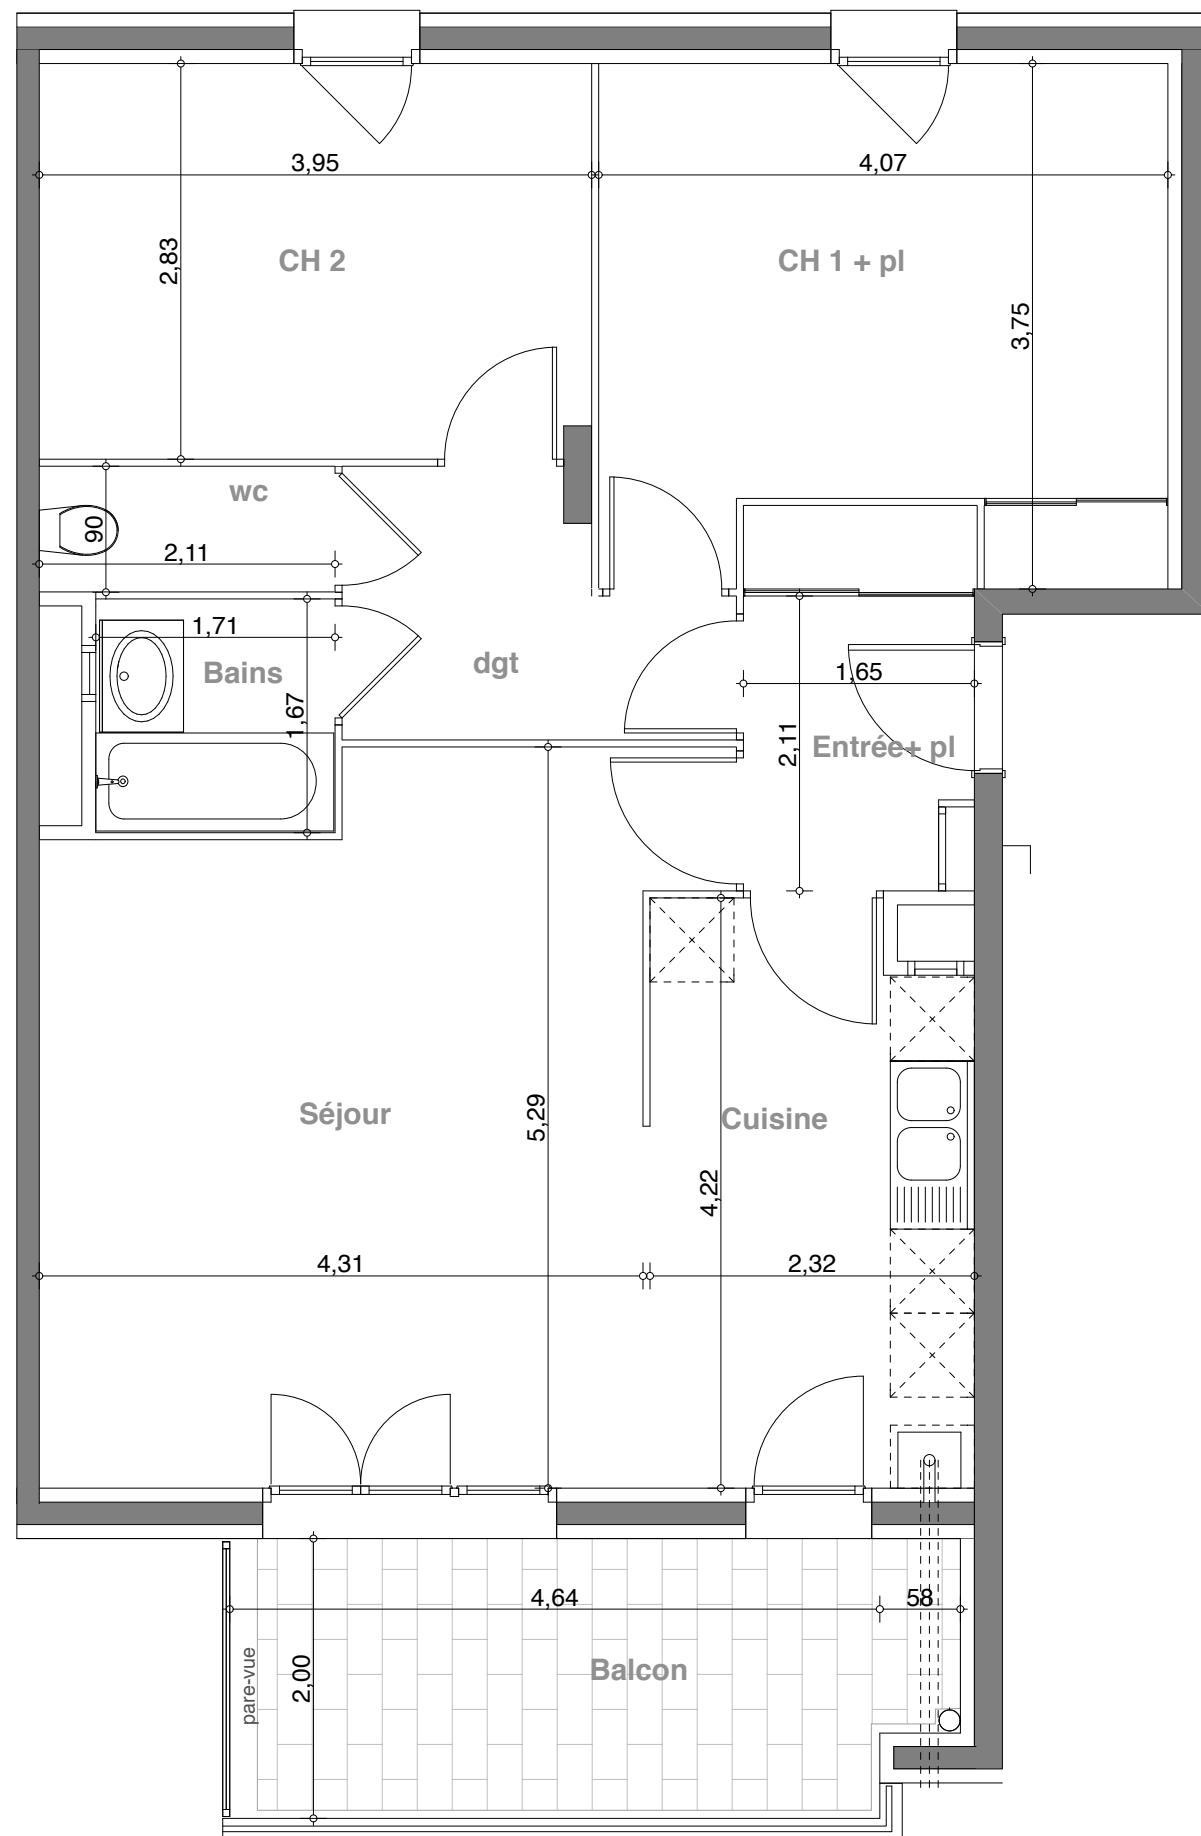 3,95
4,07
2,83
CH 2
CH 1 + pl
3,75
wc
90
2,11
1,71
Bains
dgt
1,67
1,65
2,11
Entrée+ pl
Séjour
5,29
Cuisine
4,22
4,31
2,32
4,64
58
pare-vue
2,00
Balcon